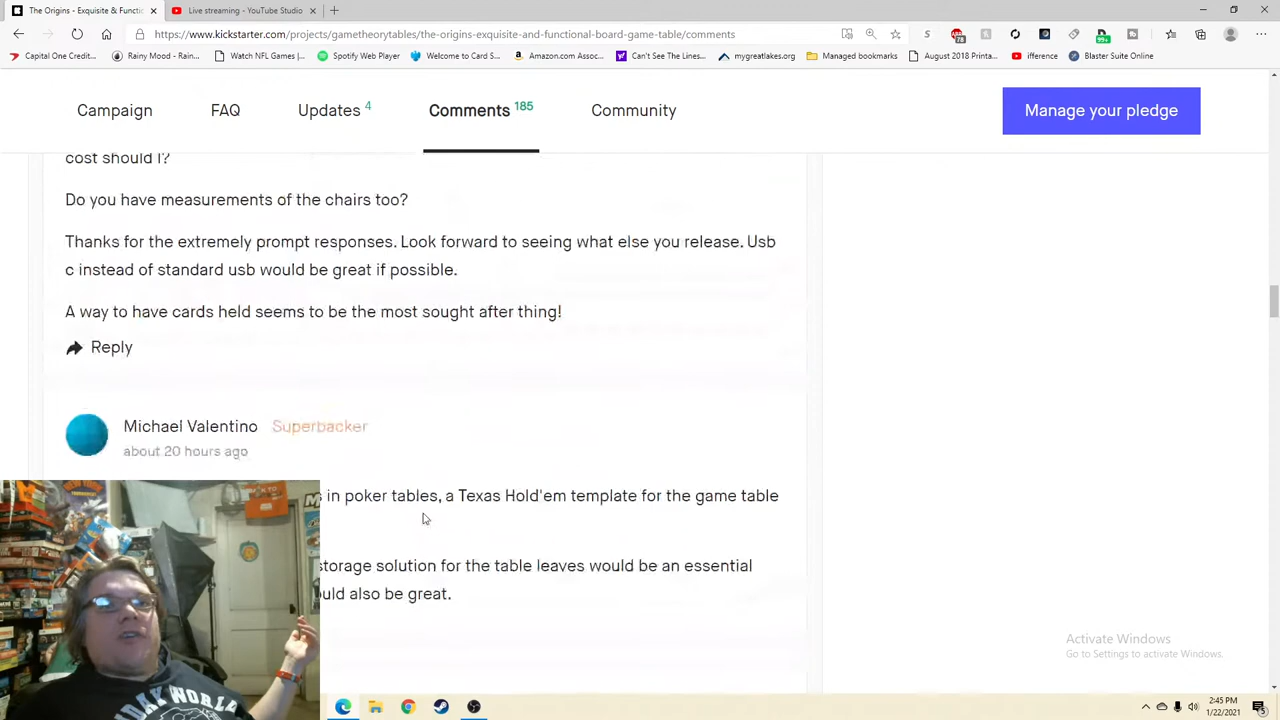 The Origins - Exquisite & Functi
Live streaming - YouTube Studio
https://www.kickstarter.com/projects/gametheorytables/the-origins-exquisite-and-functional-board-game-table/comments
Capital One Credit...
Rainy Mood - Rain...
Watch NHL Games |...
Spotify Web Player
Welcome to Card S...
Amazon.com Assoc...
Can't See The Lines...
mygreatlakes.org
Managed bookmarks
August 2018 Printa...
ifference
Blaster Suite Online
Campaign
FAQ
Updates 4
Comments 185
Community
Manage your pledge
cost should I?
Do you have measurements of the chairs too?
Thanks for the extremely prompt responses. Look forward to seeing what else you release. Usb
c instead of standard usb would be great if possible.
A way to have cards held seems to be the most sought after thing!
Reply
Michael Valentino Superbacker
about 20 hours ago
in poker tables, a Texas Hold'em template for the game table
storage solution for the table leaves would be an essential
uld also be great.
Activate Windows
Go to Settings to activate Windows.
2:45 PM
1/22/2021